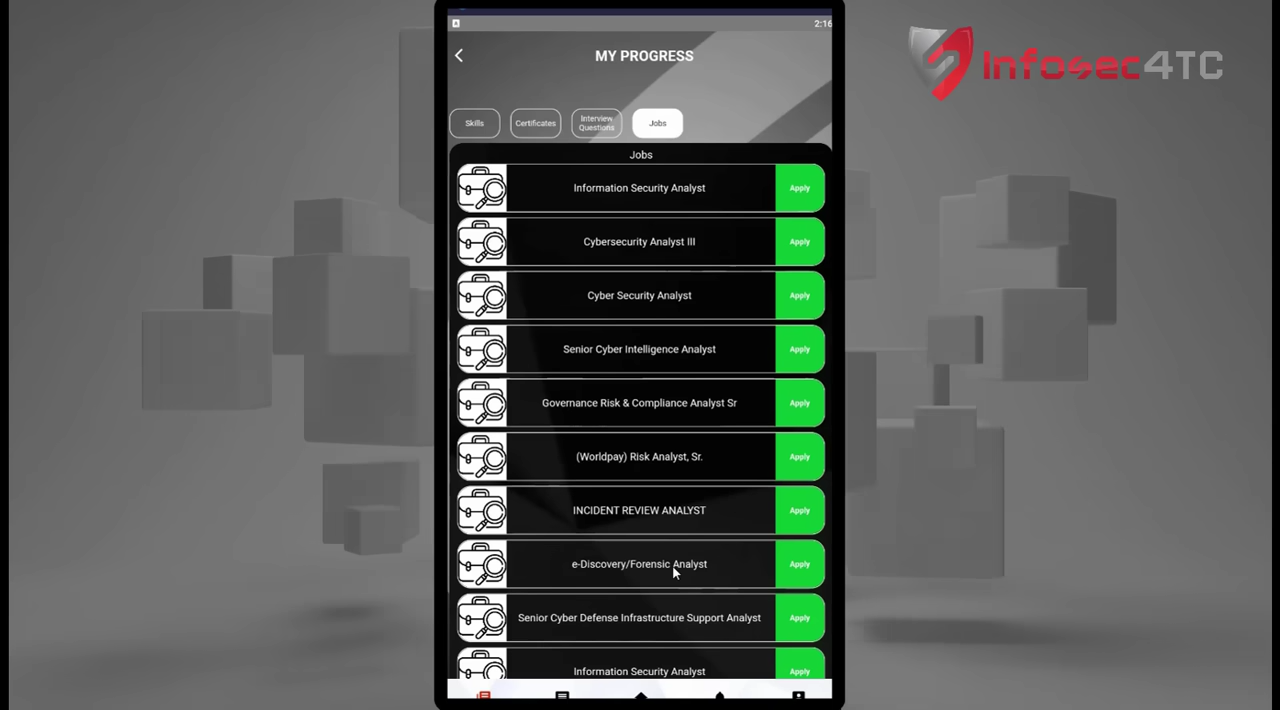 2:16
MY PROGRESS
Infosec4TC
Skills
Certificates
Interview
Questions
Jobs
Jobs
Information Security Analyst
Apply
Cybersecurity Analyst III
Apply
Cyber Security Analyst
Apply
Senior Cyber Intelligence Analyst
Apply
Governance Risk & Compliance Analyst Sr
Apply
(Worldpay) Risk Analyst, Sr.
Apply
INCIDENT REVIEW ANALYST
Apply
e-Discovery/Forensic Analyst
Apply
Senior Cyber Defense Infrastructure Support Analyst
Apply
Information Security Analyst
Apply